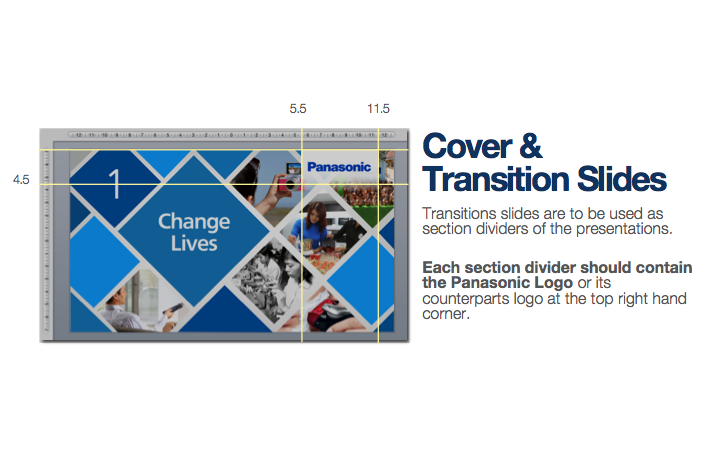 5.5 11.5
4.5
1
Change
Lives
Panasonic
Cover &
Transition Slides
Transitions slides are to be used as
section dividers of the presentations.
Each section divider should contain
the Panasonic Logo or its
counterparts logo at the top right hand
corner.